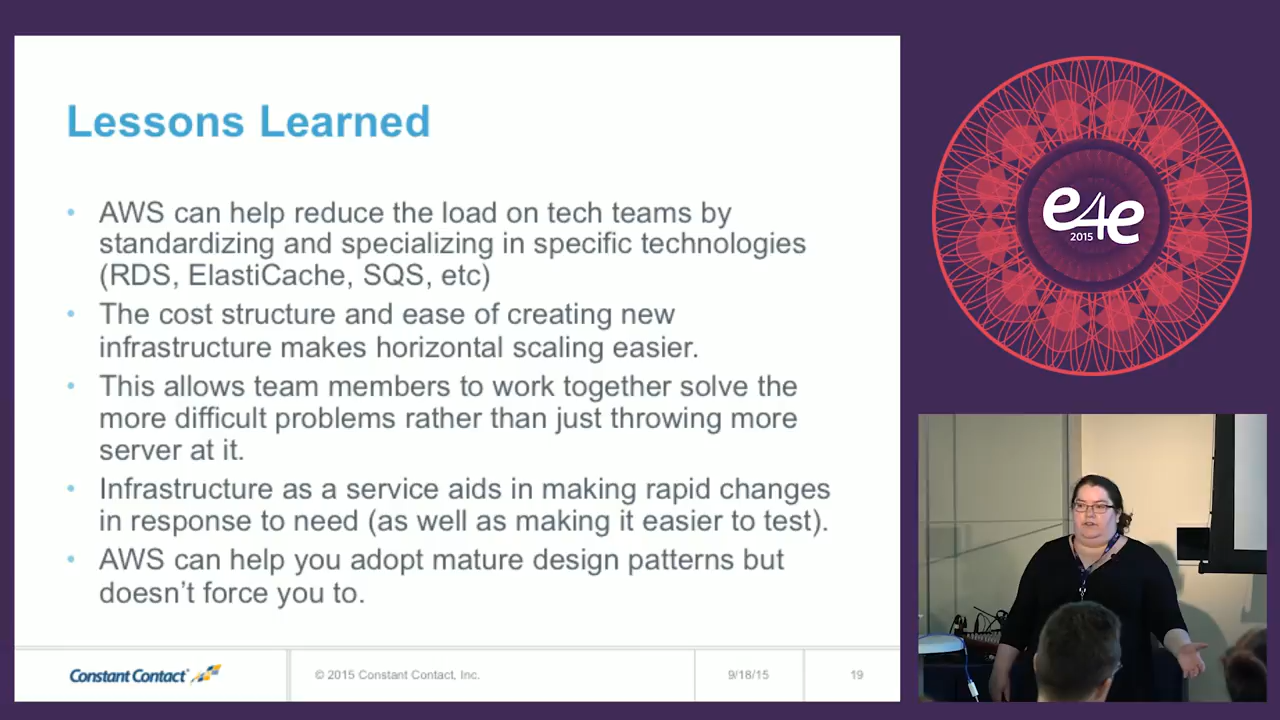 Lessons Learned
• AWS can help reduce the load on tech teams by
standardizing and specializing in specific technologies
(RDS, ElastiCache, SQS, etc)
• The cost structure and ease of creating new
infrastructure makes horizontal scaling easier.
• This allows team members to work together solve the
more difficult problems rather than just throwing more
server at it.
• Infrastructure as a service aids in making rapid changes
in response to need (as well as making it easier to test).
• AWS can help you adopt mature design patterns but
doesn’t force you to.
Constant Contact®
© 2015 Constant Contact, Inc.
9/18/15
19
e4e
2015